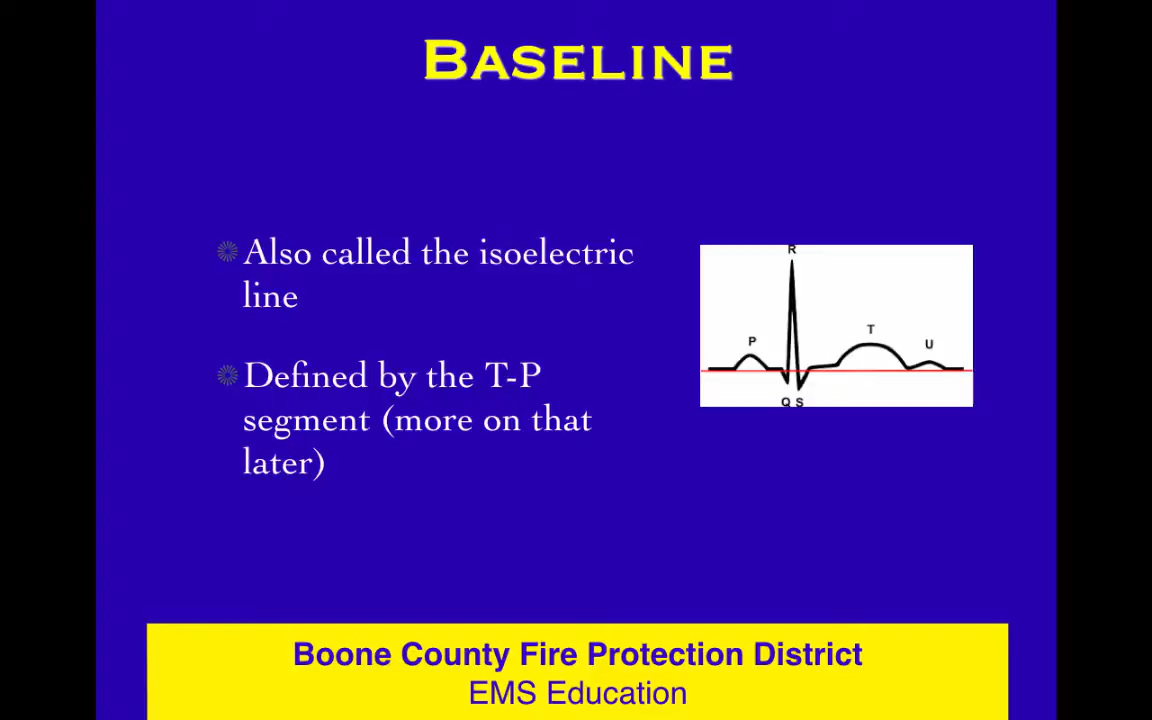 BASELINE
Also called the isoelectric
line
Defined by the T-P
segment (more on that
later)
R
P
T
U
Q S
Boone County Fire Protection District
EMS Education